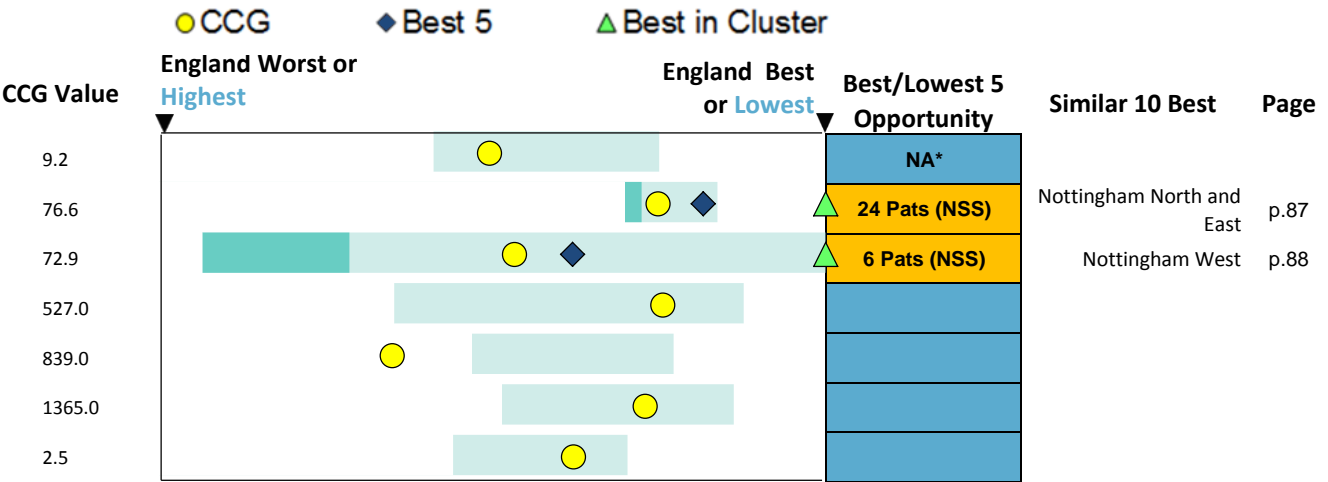 CCG Best 5 Best in Cluster
CCG Value
England Worst or
Highest
England Best
or Lowest
Best/Lowest 5
Opportunity
Similar 10 Best
Page
9.2 NA*
76.6 24 Pats (NSS) Nottingham North and
East p.87
72.9 6 Pats (NSS) Nottingham West p.88
527.0
839.0
1365.0
2.5